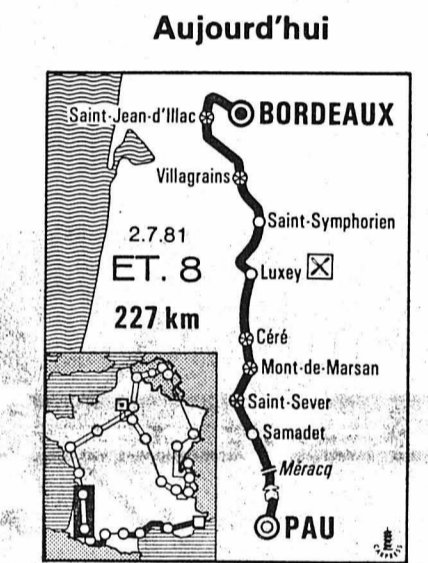 Aujourd'hui
Saint-Jean-d'Illac
BORDEAUX
Villagrains
Saint-Symphorien
2.7.81
ET. 8
Luxey
227 km
Céré
Mont-de-Marsan
Saint-Sever
Samadet
Méracq
PAU